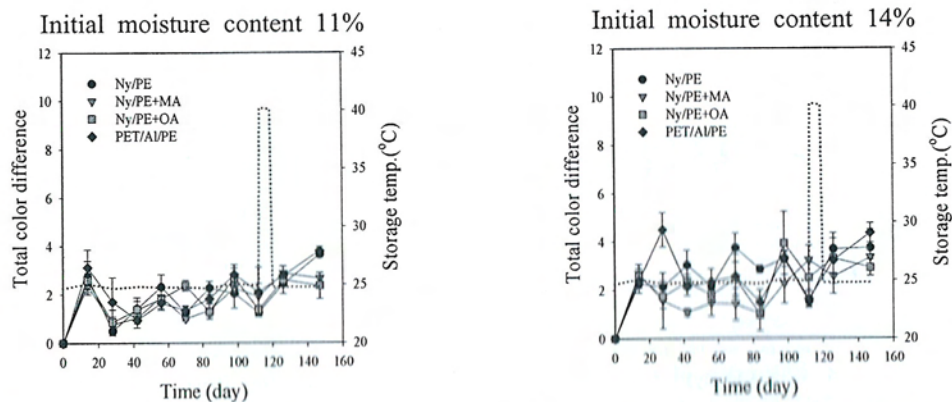 Initial moisture content 11%
12
10
8
6
4
2
0
45
40
35
30
25
20
Ny/PE
Ny/PE+MA
Ny/PE+OA
PET/Al/PE
Total color difference
Storage temp.(°C)
0 20 40 60 80 100 120 140 160
Time (day)
Initial moisture content 14%
12
10
8
6
4
2
0
45
40
35
30
25
20
Ny/PE
Ny/PE+MA
Ny/PE+OA
PET/Al/PE
Total color difference
Storage temp.(°C)
0 20 40 60 80 100 120 140 160
Time (day)